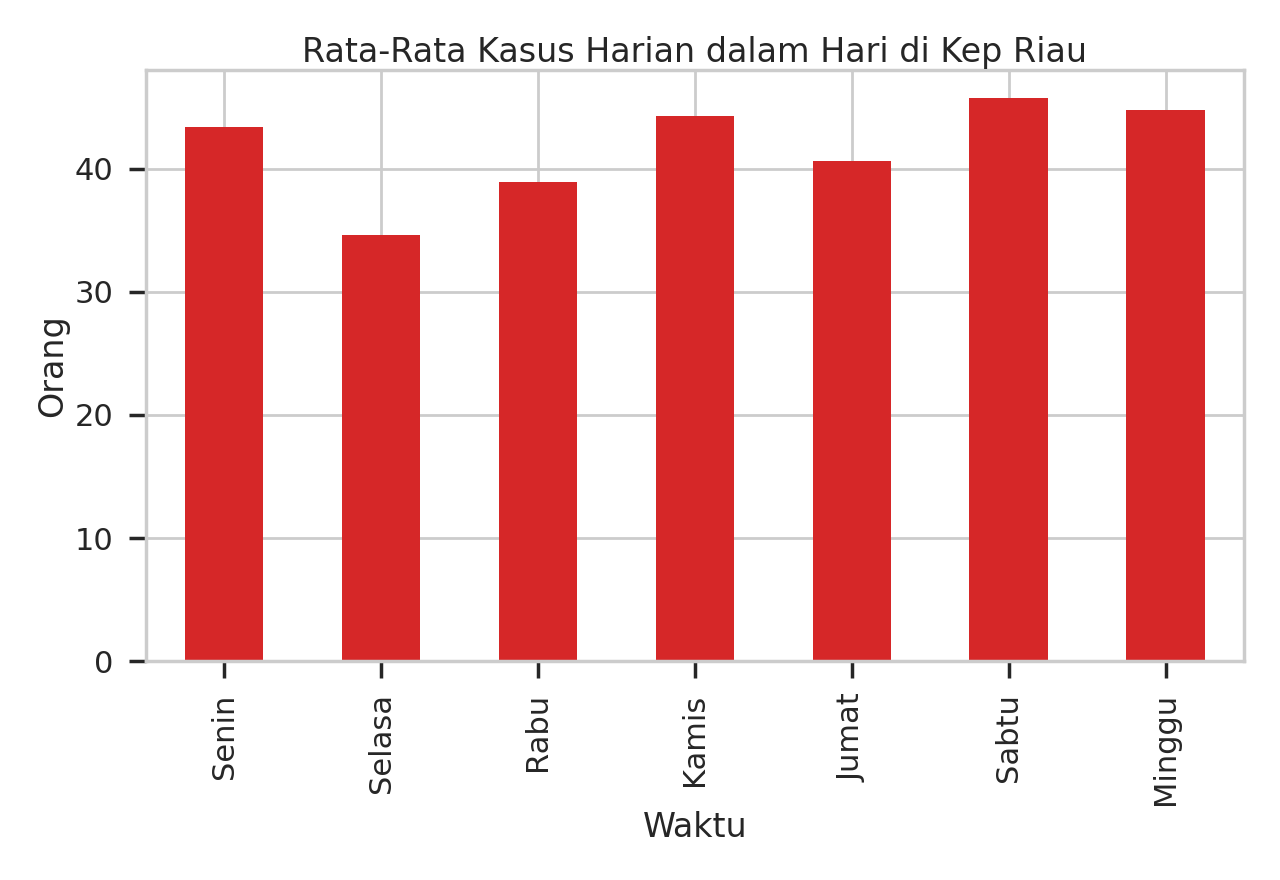 Rata-Rata Kasus Harian dalam Hari di Kep Riau
Orang
40
30
20
10
0
Senin
Selasa
Rabu
Kamis
Jumat
Sabtu
Minggu
Waktu